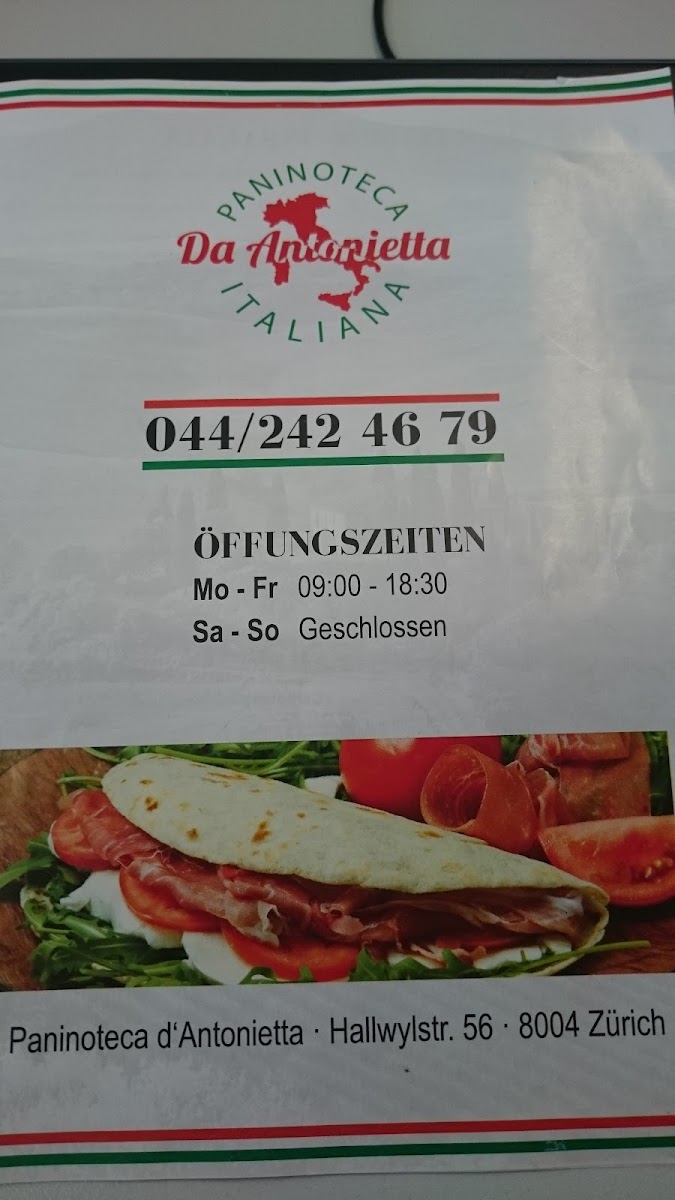 PANINOTECA
Da Antonietta
ITALIANA
044/242 46 79
ÖFFUNGSZEITEN
Mo - Fr 09:00 - 18:30
Sa - So Geschlossen
Paninoteca d‘Antonietta · Hallwylstr. 56 · 8004 Zürich